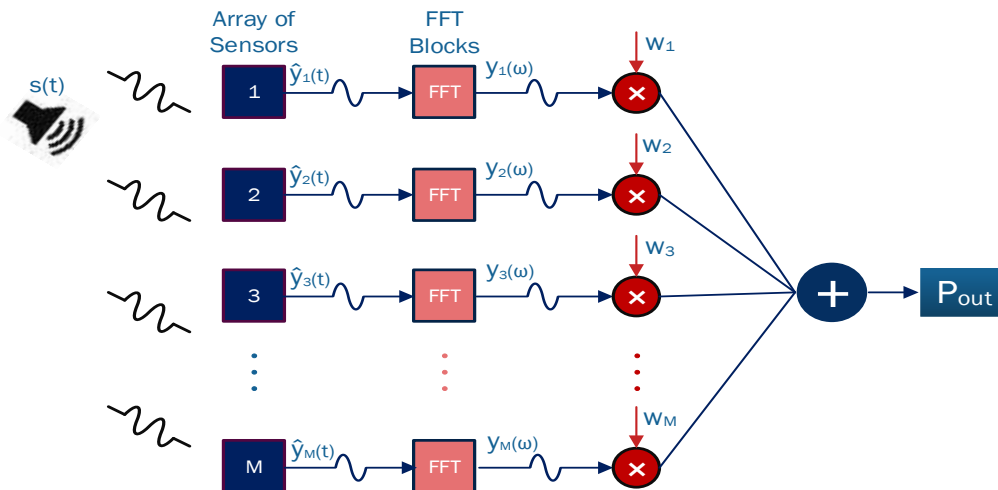 Array of
Sensors
FFT
Blocks
s(t)
1
ŷ₁(t)
FFT
y₁(ω)
w₁
×
2
ŷ₂(t)
FFT
y₂(ω)
w₂
×
3
ŷ₃(t)
FFT
y₃(ω)
w₃
×
+
Pₒᵤₜ
M
ŷM(t)
FFT
yM(ω)
wM
×